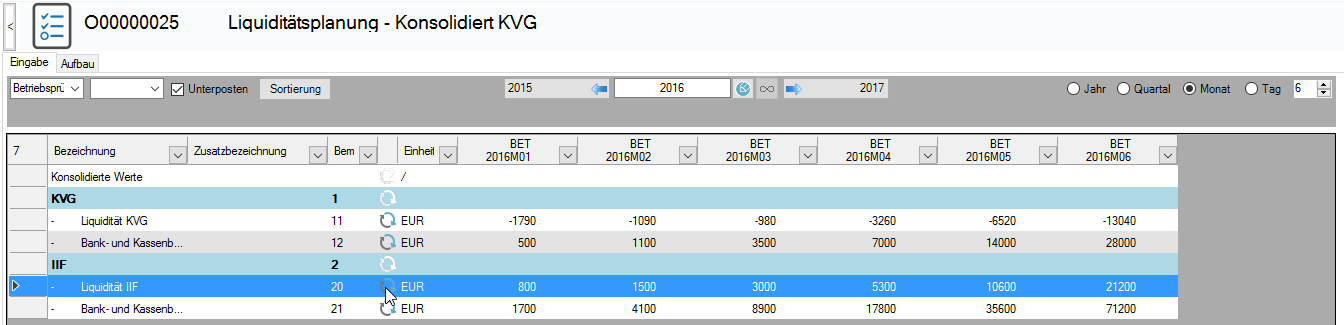 < O00000025 Liquiditätsplanung - Konsolidiert KVG
Eingabe Aufbau
Betriebsprü Unterposten Sortierung 2015 2016 ∞ 2017 Jahr Quartal Monat Tag 6
7 Bezeichnung Zusatzbezeichnung Bem Einheit BET 2016M01 BET 2016M02 BET 2016M03 BET 2016M04 BET 2016M05 BET 2016M06
Konsolidierte Werte /
KVG 1
- Liquidität KVG 11 EUR -1790 -1090 -980 -3260 -6520 -13040
- Bank- und Kassenb... 12 EUR 500 1100 3500 7000 14000 28000
IIF 2
- Liquidität IIF 20 EUR 800 1500 3000 5300 10600 21200
- Bank- und Kassenb... 21 EUR 1700 4100 8900 17800 35600 71200